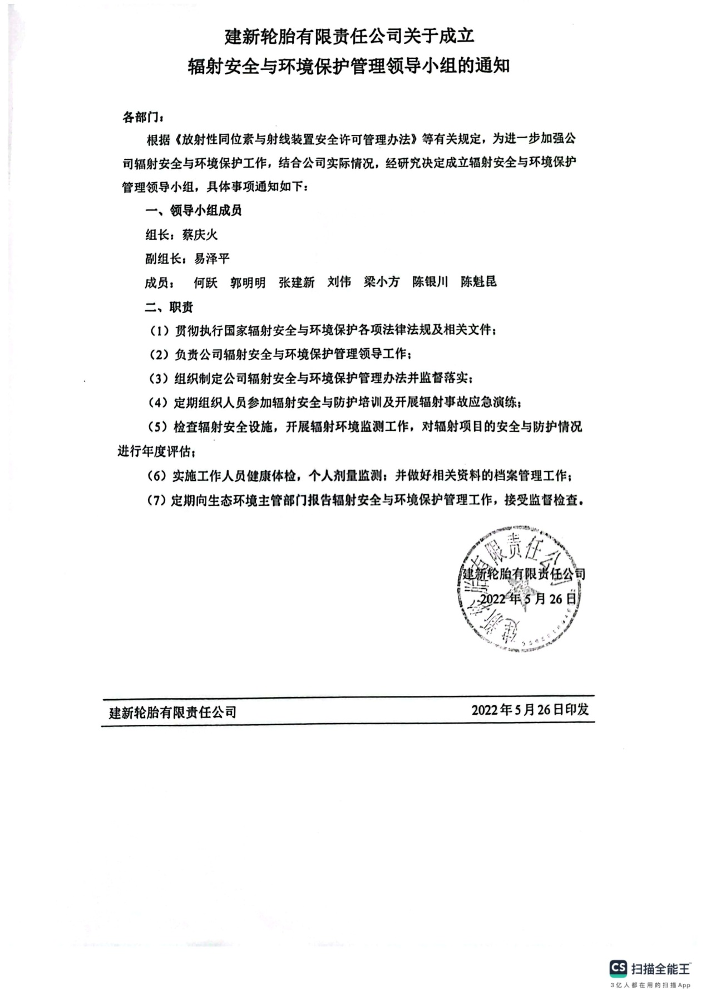 建新轮胎有限责任公司关于成立
辐射安全与环境保护管理领导小组的通知
各部门：
根据《放射性同位素与射线装置安全许可管理办法》等有关规定，为进一步加强公
司辐射安全与环境保护工作，结合公司实际情况，经研究决定成立辐射安全与环境保护
管理领导小组，具体事项通知如下：
一、领导小组成员
组长：蔡庆火
副组长：易泽平
成员： 何跃 郭明明 张建新 刘伟 梁小方 陈银川 陈魁昆
二、职责
（1）贯彻执行国家辐射安全与环境保护各项法律法规及相关文件；
（2）负责公司辐射安全与环境保护管理领导工作；
（3）组织制定公司辐射安全与环境保护管理办法并监督落实；
（4）定期组织人员参加辐射安全与防护培训及开展辐射事故应急演练；
（5）检查辐射安全设施，开展辐射环境监测工作，对辐射项目的安全与防护情况
进行年度评估；
（6）实施工作人员健康体检，个人剂量监测；并做好相关资料的档案管理工作；
（7）定期向生态环境主管部门报告辐射安全与环境保护管理工作，接受监督检查。
建新轮胎有限责任公司
建新轮胎有限责任公司
2022 年 5 月 26 日
建新轮胎有限责任公司 2022 年 5 月 26 日印发
CS 扫描全能王™
3亿人都在用的扫描App